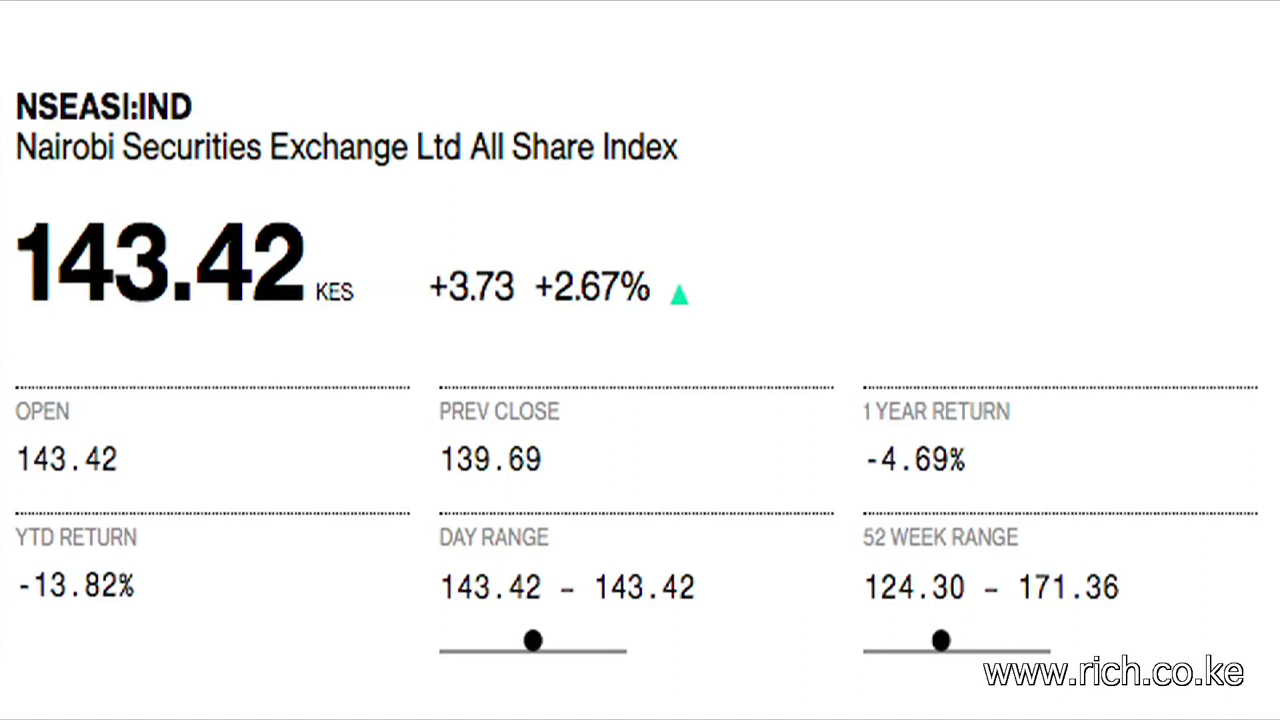 NSEASI:IND
Nairobi Securities Exchange Ltd All Share Index
143.42 KES +3.73 +2.67% ▲
OPEN
143.42
PREV CLOSE
139.69
1 YEAR RETURN
-4.69%
YTD RETURN
-13.82%
DAY RANGE
143.42 – 143.42
52 WEEK RANGE
124.30 – 171.36
www.rich.co.ke